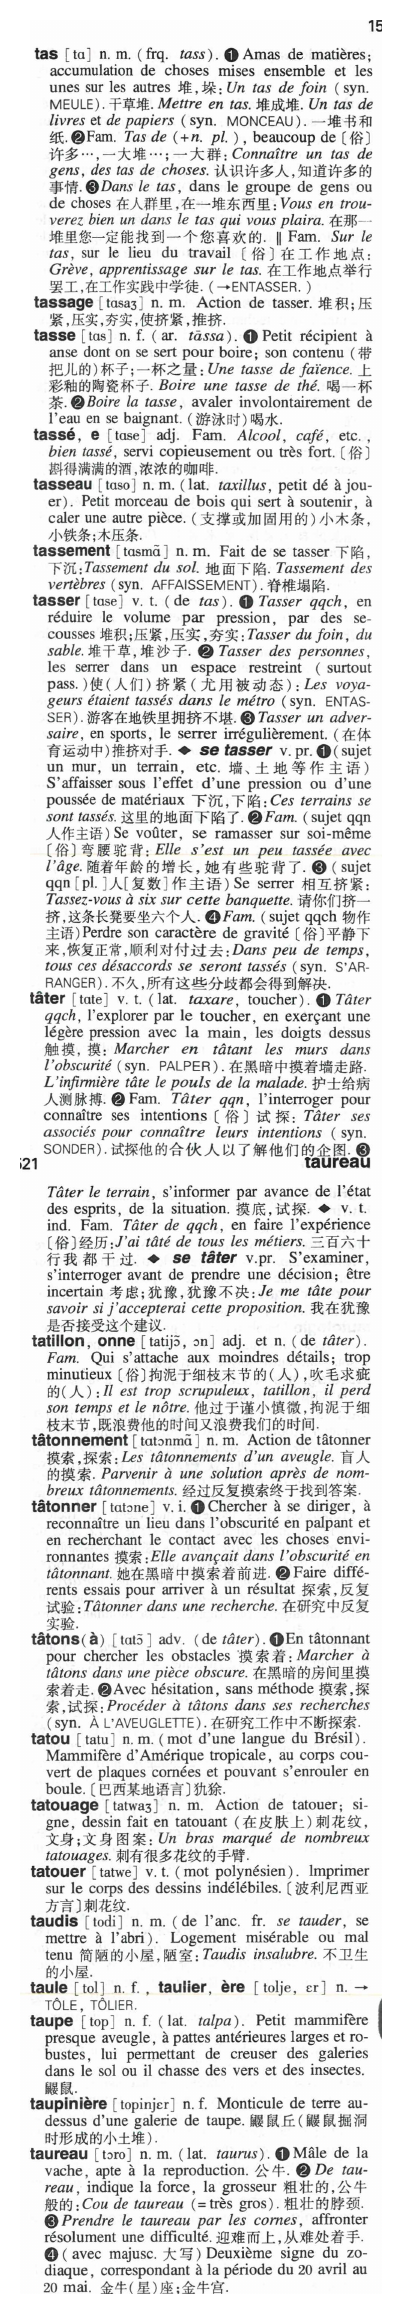 15
tas [tɑ] n. m. (frq. tass). ❶ Amas de matières;
accumulation de choses mises ensemble et les
unes sur les autres 堆,垛: Un tas de foin (syn.
MEULE). 干草堆. Mettre en tas. 堆成堆. Un tas de
livres et de papiers (syn. MONCEAU). 一堆书和
纸. ❷Fam. Tas de (+n. pl.), beaucoup de〔俗〕
许多…,一大堆…;一大群: Connaître un tas de
gens, des tas de choses. 认识许多人,知道许多的
事情. ❸Dans le tas, dans le groupe de gens ou
de choses 在人群里,在一堆东西里: Vous en trou-
verez bien un dans le tas qui vous plaira. 在那一
堆里您一定能找到一个您喜欢的. ‖ Fam. Sur le
tas, sur le lieu du travail〔俗〕在工作地点:
Grève, apprentissage sur le tas. 在工作地点举行
罢工,在工作实践中学徒. (→ENTASSER.)
tassage [tɑsaʒ] n. m. Action de tasser. 堆积;压
紧,压实,夯实,使挤紧,推挤.
tasse [tɑs] n. f. (ar. tāssa). ❶ Petit récipient à
anse dont on se sert pour boire; son contenu (带
把儿的)杯子;一杯之量: Une tasse de faïence. 上
彩釉的陶瓷杯子. Boire une tasse de thé. 喝一杯
茶. ❷Boire la tasse, avaler involontairement de
l'eau en se baignant. (游泳时)喝水.
tassé, e [tɑse] adj. Fam. Alcool, café, etc.,
bien tassé, servi copieusement ou très fort.〔俗〕
斟得满满的酒,浓浓的咖啡.
tasseau [tɑso] n. m. (lat. taxillus, petit dé à jou-
er). Petit morceau de bois qui sert à soutenir, à
caler une autre pièce. (支撑或加固用的)小木条,
小铁条;木压条.
tassement [tɑsmɑ̃] n. m. Fait de se tasser 下陷,
下沉: Tassement du sol. 地面下陷. Tassement des
vertèbres (syn. AFFAISSEMENT). 脊椎塌陷.
tasser [tɑse] v. t. (de tas). ❶ Tasser qqch, en
réduire le volume par pression, par des se-
cousses 堆积;压紧,压实,夯实: Tasser du foin, du
sable. 堆干草,堆沙子. ❷ Tasser des personnes,
les serrer dans un espace restreint (surtout
pass.)使(人们)挤紧(尤用被动态): Les voya-
geurs étaient tassés dans le métro (syn. ENTAS-
SER). 游客在地铁里拥挤不堪. ❸ Tasser un adver-
saire, en sports, le serrer irrégulièrement. (在体
育运动中)推挤对手. ◆ se tasser v. pr. ❶(sujet
un mur, un terrain, etc. 墙、土地等作主语)
S'affaisser sous l'effet d'une pression ou d'une
poussée de matériaux 下沉,下陷: Ces terrains se
sont tassés. 这里的地面下陷了. ❷Fam. (sujet qqn
人作主语) Se voûter, se ramasser sur soi-même
〔俗〕弯腰驼背: Elle s'est un peu tassée avec
l'âge. 随着年龄的增长,她有些驼背了. ❸ (sujet
qqn [pl.]人[复数]作主语) Se serrer 相互挤紧:
Tassez-vous à six sur cette banquette. 请你们挤一
挤,这条长凳要坐六个人. ❹Fam. (sujet qqch 物作
主语) Perdre son caractère de gravité〔俗〕平静下
来,恢复正常,顺利对付过去: Dans peu de temps,
tous ces désaccords se seront tassés (syn. S'AR-
RANGER). 不久,所有这些分歧都会得到解决.
tâter [tɑte] v. t. (lat. taxare, toucher). ❶ Tâter
qqch, l'explorer par le toucher, en exerçant une
légère pression avec la main, les doigts dessus
触摸, 摸: Marcher en tâtant les murs dans
l'obscurité (syn. PALPER). 在黑暗中摸着墙走路.
L'infirmière tâte le pouls de la malade. 护士给病
人测脉搏. ❷ Fam. Tâter qqn, l'interroger pour
connaître ses intentions〔俗〕试探: Tâter ses
associés pour connaître leurs intentions (syn.
SONDER). 试探他的合伙人以了解他们的企图. ❸
521 taureau
Tâter le terrain, s'informer par avance de l'état
des esprits, de la situation. 摸底,试探. ◆ v. t.
ind. Fam. Tâter de qqch, en faire l'expérience
〔俗〕经历: J'ai tâté de tous les métiers. 三百六十
行我都干过. ◆ se tâter v.pr. S'examiner,
s'interroger avant de prendre une décision; être
incertain 考虑;犹豫,犹豫不决: Je me tâte pour
savoir si j'accepterai cette proposition. 我在犹豫
是否接受这个建议.
tatillon, onne [tatijɔ̃, ɔn] adj. et n. (de tâter).
Fam. Qui s'attache aux moindres détails; trop
minutieux〔俗〕拘泥于细枝末节的(人),吹毛求疵
的(人): Il est trop scrupuleux, tatillon, il perd
son temps et le nôtre. 他过于谨小慎微,拘泥于细
枝末节,既浪费他的时间又浪费我们的时间.
tâtonnement [tɑtɔnmɑ̃] n. m. Action de tâtonner
摸索,探索: Les tâtonnements d'un aveugle. 盲人
的摸索. Parvenir à une solution après de nom-
breux tâtonnements. 经过反复摸索终于找到答案.
tâtonner [tɑtɔne] v. i. ❶ Chercher à se diriger, à
reconnaître un lieu dans l'obscurité en palpant et
en recherchant le contact avec les choses envi-
ronnantes 摸索: Elle avançait dans l'obscurité en
tâtonnant. 她在黑暗中摸索着前进. ❷ Faire diffé-
rents essais pour arriver à un résultat 探索,反复
试验: Tâtonner dans une recherche. 在研究中反复
实验.
tâtons(à) [tɑtɔ̃] adv. (de tâter). ❶En tâtonnant
pour chercher les obstacles 摸索着: Marcher à
tâtons dans une pièce obscure. 在黑暗的房间里摸
索着走. ❷Avec hésitation, sans méthode 摸索,探
索,试探: Procéder à tâtons dans ses recherches
(syn. À L'AVEUGLETTE). 在研究工作中不断探索.
tatou [tatu] n. m. (mot d'une langue du Brésil).
Mammifère d'Amérique tropicale, au corps cou-
vert de plaques cornées et pouvant s'enrouler en
boule.〔巴西某地语言〕犰狳.
tatouage [tatwaʒ] n. m. Action de tatouer; si-
gne, dessin fait en tatouant (在皮肤上)刺花纹,
文身;文身图案: Un bras marqué de nombreux
tatouages. 刺有很多花纹的手臂.
tatouer [tatwe] v. t. (mot polynésien). Imprimer
sur le corps des dessins indélébiles.〔波利尼西亚
方言〕刺花纹.
taudis [todi] n. m. (de l'anc. fr. se tauder, se
mettre à l'abri). Logement misérable ou mal
tenu 简陋的小屋,陋室: Taudis insalubre. 不卫生
的小屋.
taule [tol] n. f., taulier, ère [tolje, ɛr] n. →
TÔLE, TÔLIER.
taupe [top] n. f. (lat. talpa). Petit mammifère
presque aveugle, à pattes antérieures larges et ro-
bustes, lui permettant de creuser des galeries
dans le sol ou il chasse des vers et des insectes.
鼹鼠.
taupinière [topinjɛr] n. f. Monticule de terre au-
dessus d'une galerie de taupe. 鼹鼠丘(鼹鼠掘洞
时形成的小土堆).
taureau [tɔro] n. m. (lat. taurus). ❶ Mâle de la
vache, apte à la reproduction. 公牛. ❷ De tau-
reau, indique la force, la grosseur 粗壮的,公牛
般的: Cou de taureau (=très gros). 粗壮的脖颈.
❸ Prendre le taureau par les cornes, affronter
résolument une difficulté. 迎难而上,从难处着手.
❹ (avec majusc. 大写) Deuxième signe du zo-
diaque, correspondant à la période du 20 avril au
20 mai. 金牛(星)座;金牛宫.